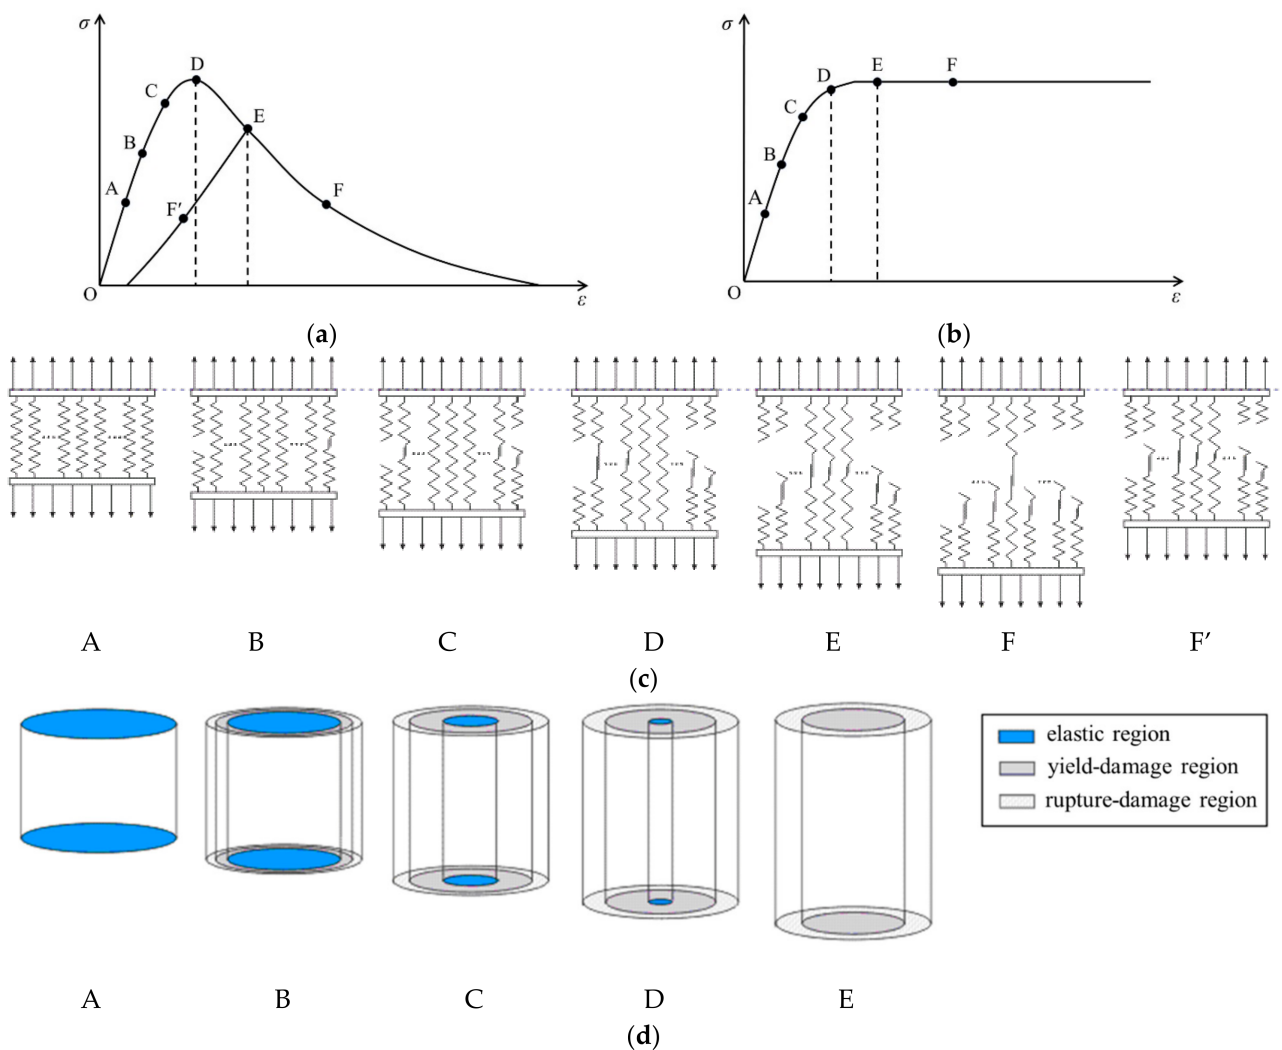 σ
D
C
B
E
A
F′
F
O
ε
(a)
σ
D
E
F
C
B
A
O
ε
(b)
A B C D E F F′
(c)
elastic region
yield-damage region
rupture-damage region
A B C D E
(d)